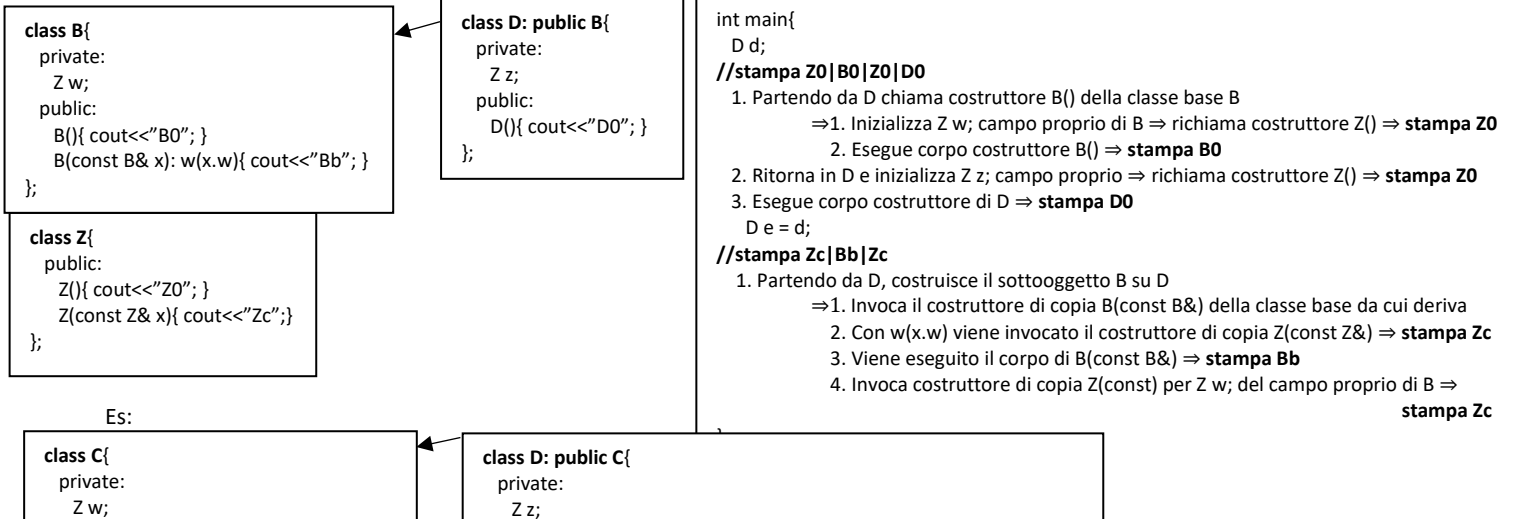 class B{
private:
Z w;
public:
B(){ cout<<”B0”; }
B(const B& x): w(x.w){ cout<<”Bb”; }
};
class D: public B{
private:
Z z;
public:
D(){ cout<<”D0”; }
};
class Z{
public:
Z(){ cout<<”Z0”; }
Z(const Z& x){ cout<<”Zc”;}
};
int main{
D d;
//stampa Z0|B0|Z0|D0
1. Partendo da D chiama costruttore B() della classe base B
⇒1. Inizializza Z w; campo proprio di B ⇒ richiama costruttore Z() ⇒ stampa Z0
2. Esegue corpo costruttore B() ⇒ stampa B0
2. Ritorna in D e inizializza Z z; campo proprio ⇒ richiama costruttore Z() ⇒ stampa Z0
3. Esegue corpo costruttore di D ⇒ stampa D0
D e = d;
//stampa Zc|Bb|Zc
1. Partendo da D, costruisce il sottooggetto B su D
⇒1. Invoca il costruttore di copia B(const B&) della classe base da cui deriva
2. Con w(x.w) viene invocato il costruttore di copia Z(const Z&) ⇒ stampa Zc
3. Viene eseguito il corpo di B(const B&) ⇒ stampa Bb
4. Invoca costruttore di copia Z(const) per Z w; del campo proprio di B ⇒
stampa Zc
Es:
class C{
private:
Z w;
class D: public C{
private:
Z z;